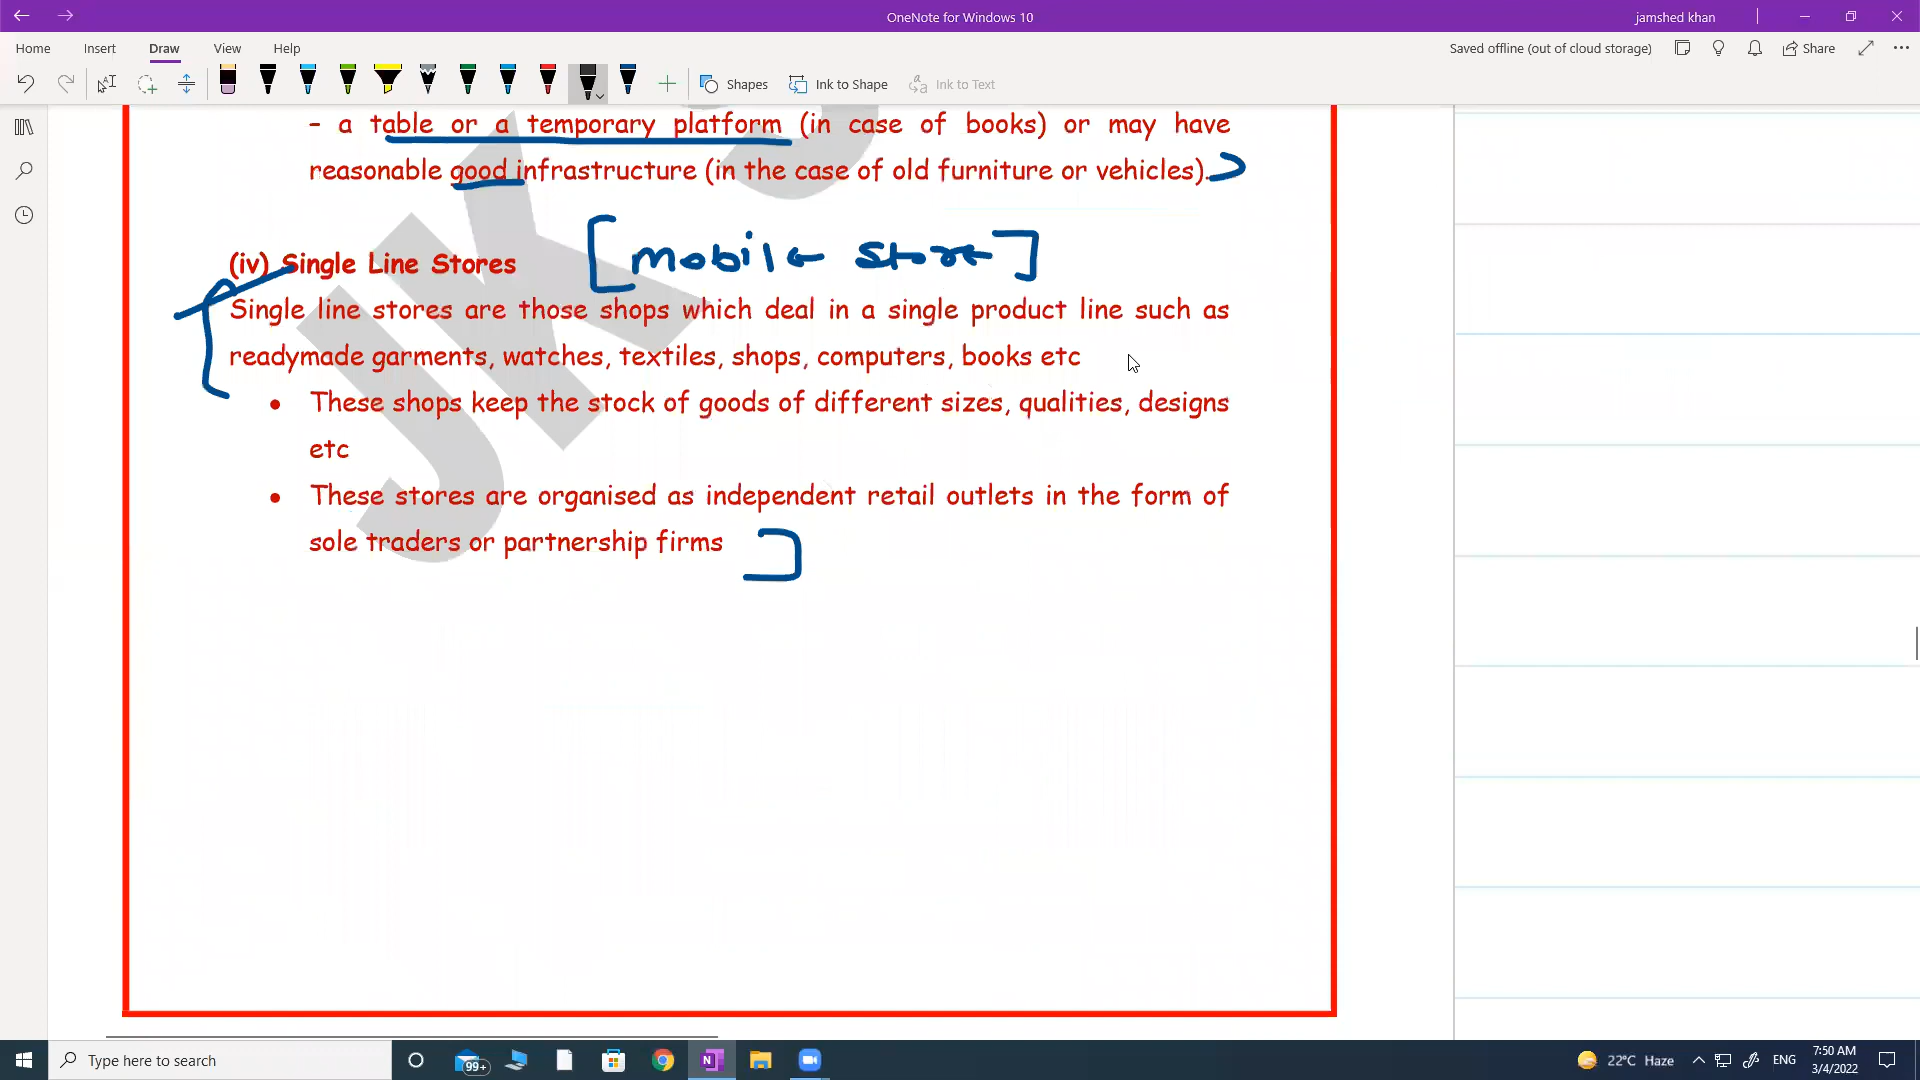 OneNote for Windows 10
jamshed khan
Home Insert Draw View Help
Saved offline (out of cloud storage)
Share
Shapes
Ink to Shape
Ink to Text
– a table or a temporary platform (in case of books) or may have
reasonable good infrastructure (in the case of old furniture or vehicles).
(iv) Single Line Stores
[mobile store]
Single line stores are those shops which deal in a single product line such as
readymade garments, watches, textiles, shops, computers, books etc
• These shops keep the stock of goods of different sizes, qualities, designs
etc
• These stores are organised as independent retail outlets in the form of
sole traders or partnership firms
JK S
Type here to search
99+
22°C Haze
ENG
7:50 AM
3/4/2022